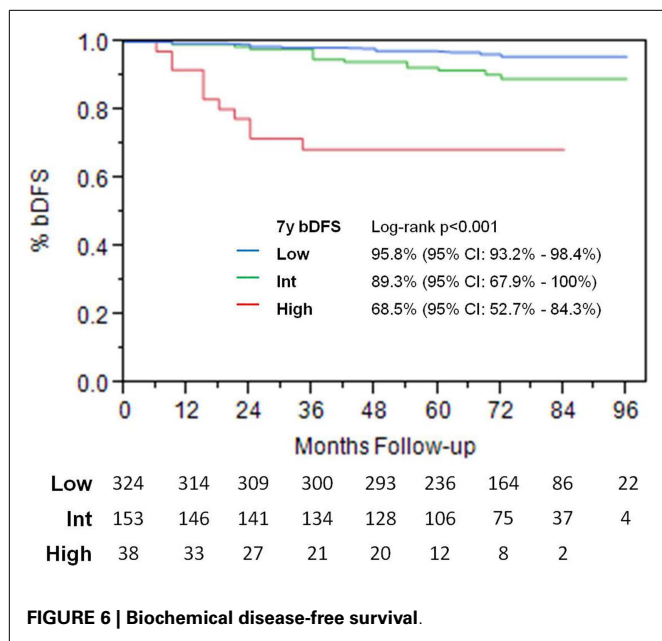 1.0
0.8
0.6
0.4
0.2
0.0
% bDFS
7y bDFS Log-rank p<0.001
Low 95.8% (95% CI: 93.2% - 98.4%)
Int 89.3% (95% CI: 67.9% - 100%)
High 68.5% (95% CI: 52.7% - 84.3%)
0 12 24 36 48 60 72 84 96
Months Follow-up
Low 324 314 309 300 293 236 164 86 22
Int 153 146 141 134 128 106 75 37 4
High 38 33 27 21 20 12 8 2
FIGURE 6 | Biochemical disease-free survival.